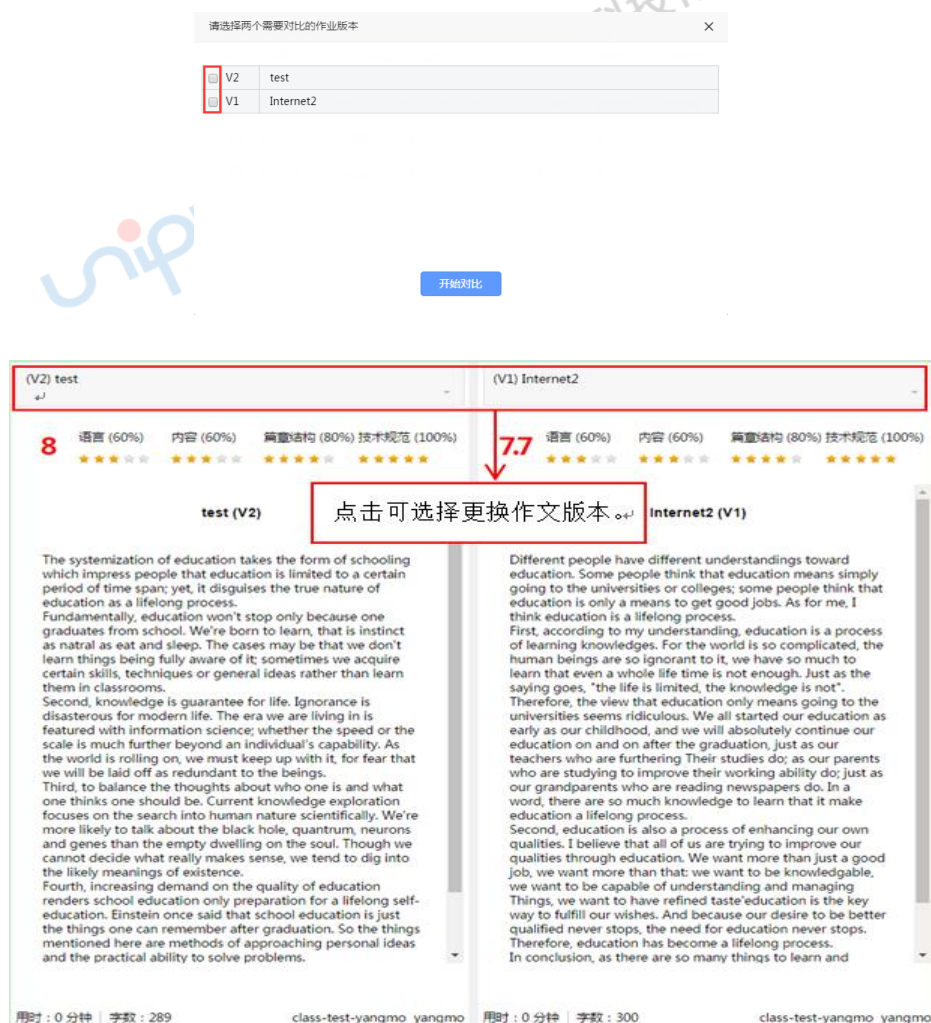 请选择两个需要对比的作业版本
V2 test
V1 Internet2
开始对比
(V2) test
(V1) Internet2
8 语言 (60%) 内容 (60%) 篇章结构 (80%) 技术规范 (100%)
7.7 语言 (60%) 内容 (60%) 篇章结构 (80%) 技术规范 (100%)
点击可选择更换作文版本。
test (V2)
The systemization of education takes the form of schooling
which impress people that education is limited to a certain
period of time span; yet, it disguises the true nature of
education as a lifelong process.
Fundamentally, education won't stop only because one
graduates from school. We're born to learn, that is instinct
as natral as eat and sleep. The cases may be that we don't
learn things being fully aware of it; sometimes we acquire
certain skills, techniques or general ideas rather than learn
them in classrooms.
Second, knowledge is guarantee for life. Ignorance is
disasterous for modern life. The era we are living in is
featured with information science; whether the speed or the
scale is much further beyond an individual's capability. As
the world is rolling on, we must keep up with it, for fear that
we will be laid off as redundant to the beings.
Third, to balance the thoughts about who one is and what
one thinks one should be. Current knowledge exploration
focuses on the search into human nature scientifically. We're
more likely to talk about the black hole, quantrum, neurons
and genes than the empty dwelling on the soul. Though we
cannot decide what really makes sense, we tend to dig into
the likely meanings of existence.
Fourth, increasing demand on the quality of education
renders school education only preparation for a lifelong self-
education. Einstein once said that school education is just
the things one can remember after graduation. So the things
mentioned here are methods of approaching personal ideas
and the practical ability to solve problems.
用时：0 分钟 | 字数：289 class-test-yangmo yangmo
Internet2 (V1)
Different people have different understandings toward
education. Some people think that education means simply
going to the universities or colleges; some people think that
education is only a means to get good jobs. As for me, I
think education is a lifelong process.
First, according to my understanding, education is a process
of learning knowledges. For the world is so complicated, the
human beings are so ignorant to it, we have so much to
learn that even a whole life time is not enough. Just as the
saying goes, "the life is limited, the knowledge is not".
Therefore, the view that education only means going to the
universities seems ridiculous. We all started our education as
early as our childhood, and we will absolutely continue our
education on and on after the graduation, just as our
teachers who are furthering Their studies do; as our parents
who are studying to improve their working ability do; just as
our grandparents who are reading newspapers do. In a
word, there are so much knowledge to learn that it make
education a lifelong process.
Second, education is also a process of enhancing our own
qualities. I believe that all of us are trying to improve our
qualities through education. We want more than just a good
job, we want more than that: we want to be knowledgable,
we want to be capable of understanding and managing
Things, we want to have refined taste'education is the key
way to fulfill our wishes. And because our desire to be better
qualified never stops, the need for education never stops.
Therefore, education has become a lifelong process.
In conclusion, as there are so many things to learn and
用时：0 分钟 | 字数：300 class-test-yangmo yangmo